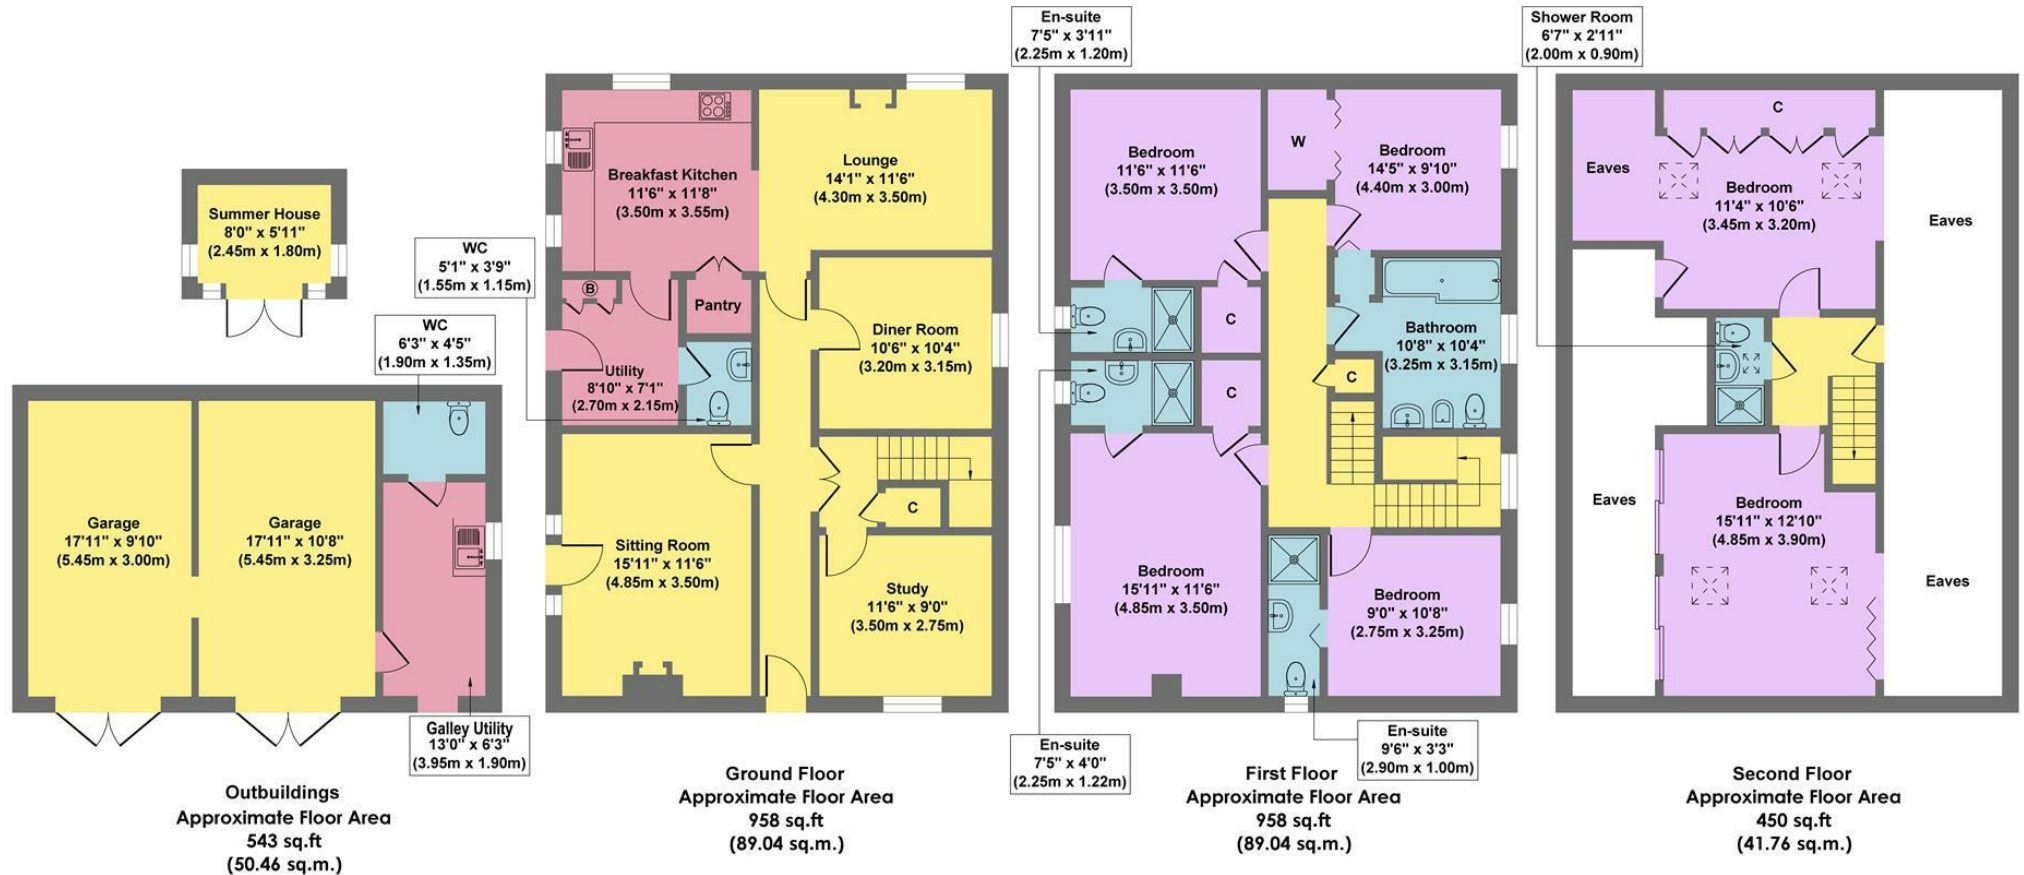 Summer House
8'0" x 5'11"
(2.45m x 1.80m)
WC
6'3" x 4'5"
(1.90m x 1.35m)
Garage
17'11" x 9'10"
(5.45m x 3.00m)
Garage
17'11" x 10'8"
(5.45m x 3.25m)
Galley Utility
13'0" x 6'3"
(3.95m x 1.90m)
Outbuildings
Approximate Floor Area
543 sq.ft
(50.46 sq.m.)
WC
5'1" x 3'9"
(1.55m x 1.15m)
Breakfast Kitchen
11'6" x 11'8"
(3.50m x 3.55m)
Lounge
14'1" x 11'6"
(4.30m x 3.50m)
B
Pantry
Utility
8'10" x 7'1"
(2.70m x 2.15m)
Diner Room
10'6" x 10'4"
(3.20m x 3.15m)
C
Sitting Room
15'11" x 11'6"
(4.85m x 3.50m)
Study
11'6" x 9'0"
(3.50m x 2.75m)
Ground Floor
Approximate Floor Area
958 sq.ft
(89.04 sq.m.)
En-suite
7'5" x 3'11"
(2.25m x 1.20m)
Bedroom
11'6" x 11'6"
(3.50m x 3.50m)
W
Bedroom
14'5" x 9'10"
(4.40m x 3.00m)
C
Bathroom
10'8" x 10'4"
(3.25m x 3.15m)
C
C
Bedroom
15'11" x 11'6"
(4.85m x 3.50m)
Bedroom
9'0" x 10'8"
(2.75m x 3.25m)
En-suite
7'5" x 4'0"
(2.25m x 1.22m)
En-suite
9'6" x 3'3"
(2.90m x 1.00m)
First Floor
Approximate Floor Area
958 sq.ft
(89.04 sq.m.)
Shower Room
6'7" x 2'11"
(2.00m x 0.90m)
C
Eaves
Bedroom
11'4" x 10'6"
(3.45m x 3.20m)
Eaves
Eaves
Bedroom
15'11" x 12'10"
(4.85m x 3.90m)
Eaves
Second Floor
Approximate Floor Area
450 sq.ft
(41.76 sq.m.)